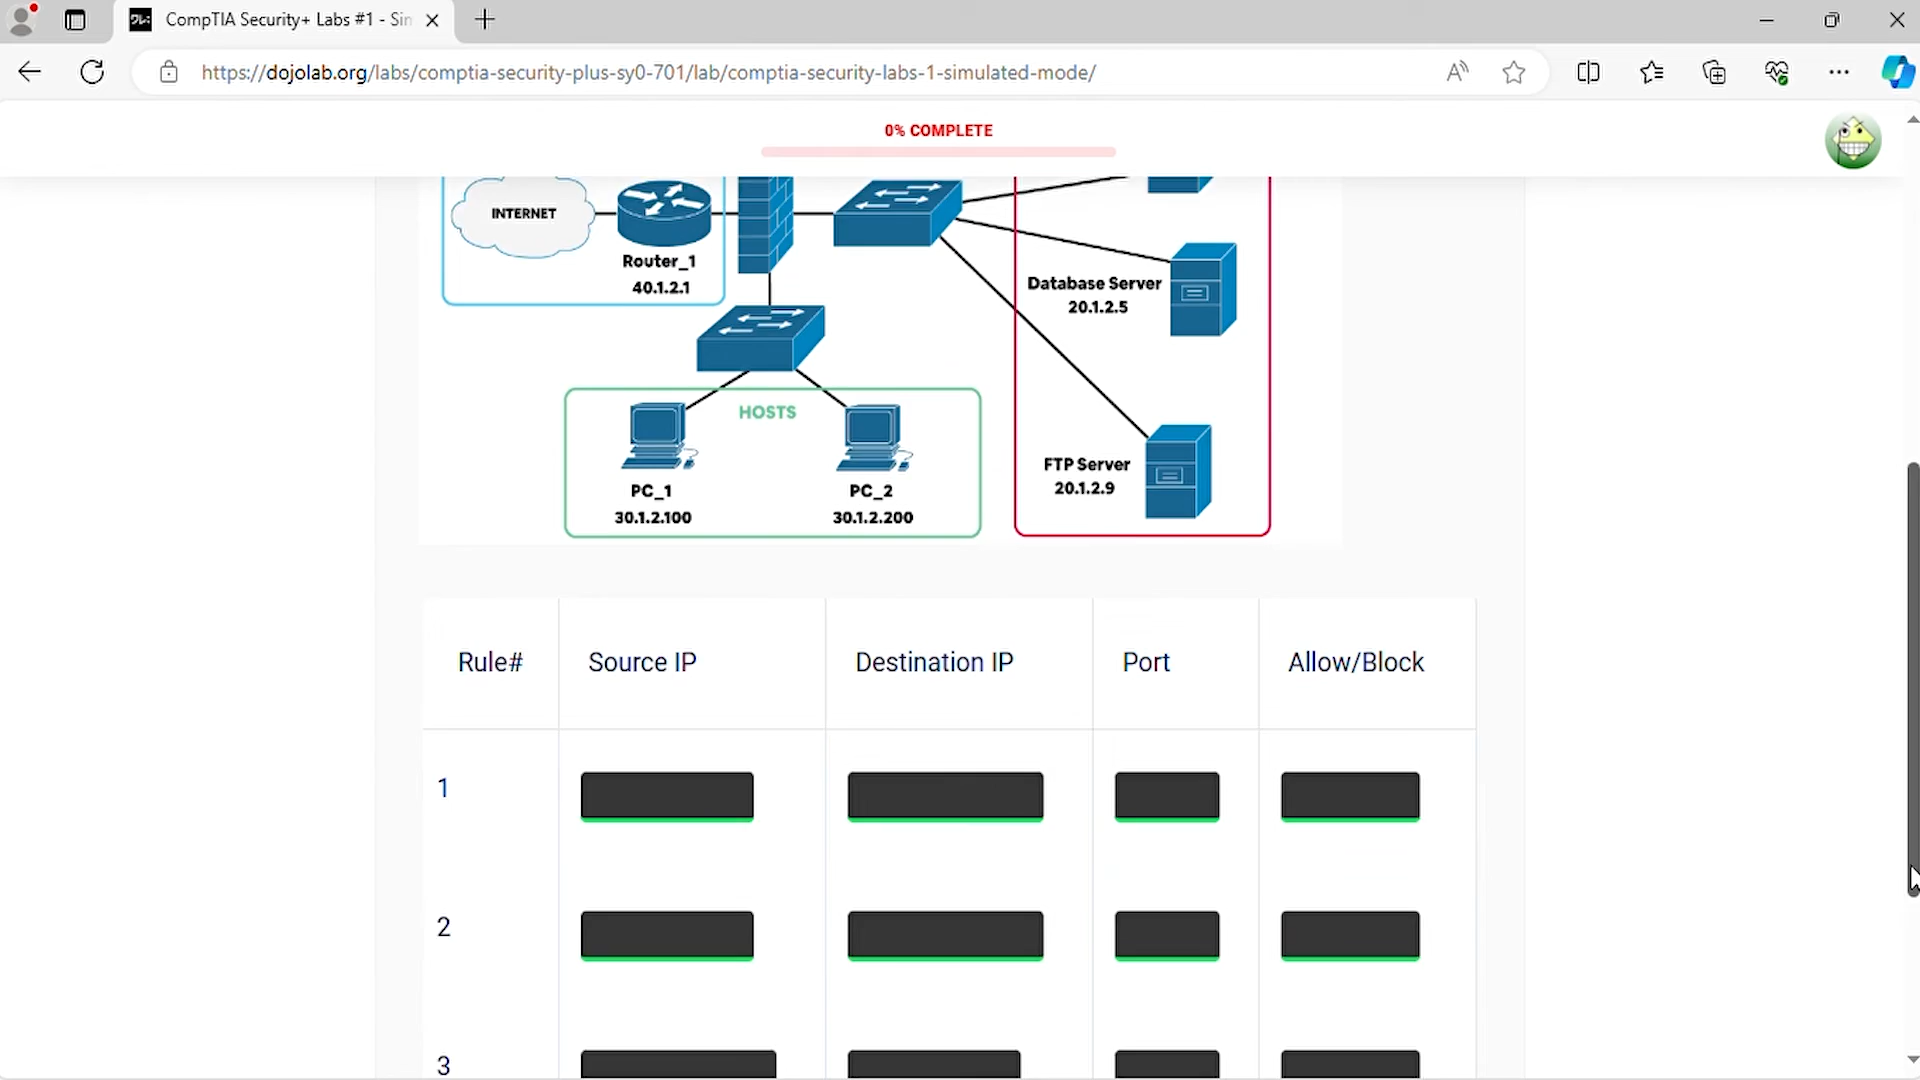 CompTIA Security+ Labs #1 - Sin
https://dojolab.org/labs/comptia-security-plus-sy0-701/lab/comptia-security-labs-1-simulated-mode/
0% COMPLETE
INTERNET
Router_1
40.1.2.1
Database Server
20.1.2.5
HOSTS
FTP Server
20.1.2.9
PC_1
30.1.2.100
PC_2
30.1.2.200
Rule# Source IP Destination IP Port Allow/Block
1
2
3